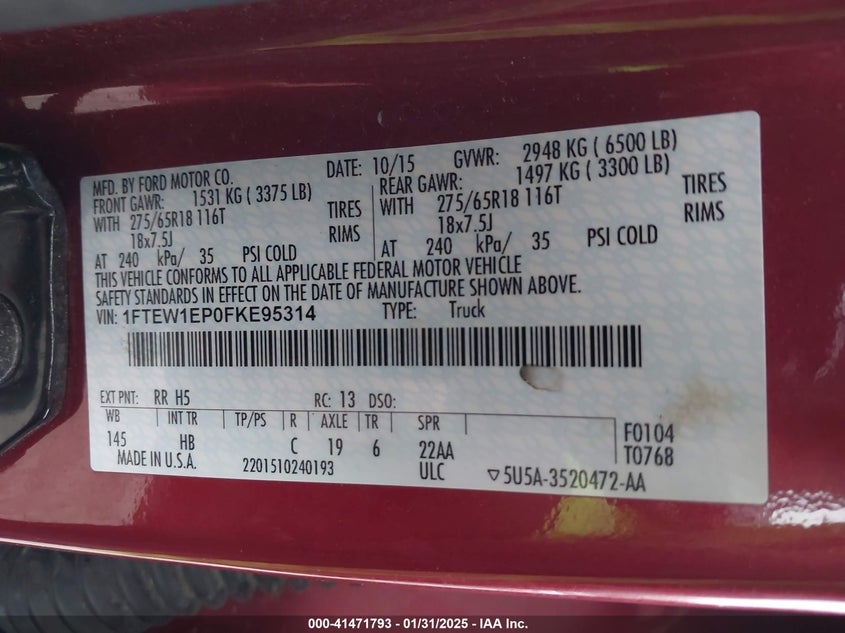 MFD. BY FORD MOTOR CO. DATE: 10/15 GVWR: 2948 KG ( 6500 LB)
FRONT GAWR: 1531 KG ( 3375 LB) REAR GAWR: 1497 KG ( 3300 LB)
WITH 275/65R18 116T TIRES WITH 275/65R18 116T TIRES
18x7.5J RIMS 18x7.5J RIMS
AT 240 kPa/ 35 PSI COLD AT 240 kPa/ 35 PSI COLD
THIS VEHICLE CONFORMS TO ALL APPLICABLE FEDERAL MOTOR VEHICLE
SAFETY STANDARDS IN EFFECT ON THE DATE OF MANUFACTURE SHOWN ABOVE.
VIN: 1FTEW1EP0FKE95314 TYPE: Truck
EXT PNT: RR H5 RC: 13 DSO:
WB INT TR TP/PS R AXLE TR SPR
145 HB C 19 6 22AA F0104
MADE IN U.S.A. 2201510240193 ULC T0768
▽5U5A-3520472-AA
000-41471793 - 01/31/2025 - IAA Inc.